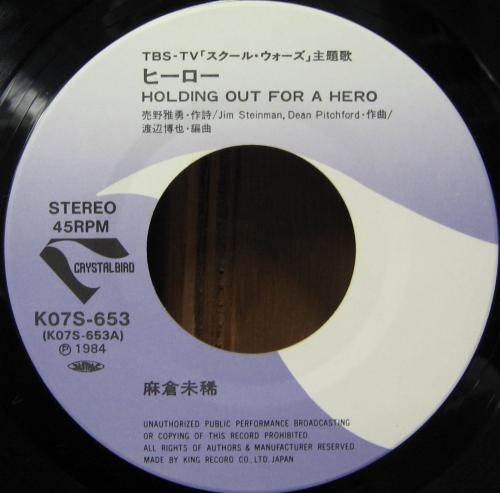 TBS-TV「スクール・ウォーズ」主題歌
ヒーロー
HOLDING OUT FOR A HERO
売野雅勇・作詩/Jim Steinman, Dean Pitchford・作曲/
渡辺博也・編曲
STEREO
45RPM
CRYSTALBIRD
K07S-653
(K07S-653A)
Ⓟ 1984
麻倉未稀
UNAUTHORIZED PUBLIC PERFORMANCE BROADCASTING
OR COPYING OF THIS RECORD PROHIBITED.
ALL RIGHTS OF AUTHORS & MANUFACTURER RESERVED.
MADE BY KING RECORD CO., LTD. JAPAN